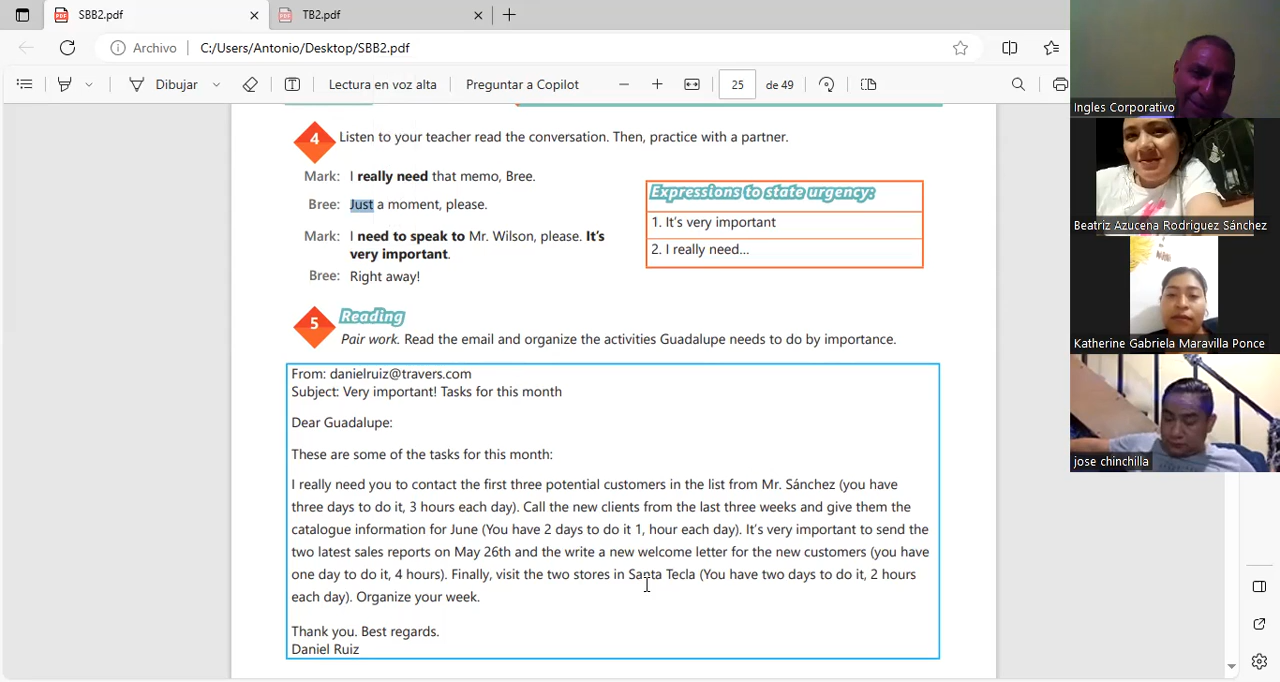 SBB2.pdf
TB2.pdf
Archivo
C:/Users/Antonio/Desktop/SBB2.pdf
Dibujar
Lectura en voz alta
Preguntar a Copilot
25
de 49
4
Listen to your teacher read the conversation. Then, practice with a partner.
Mark: I really need that memo, Bree.
Bree: Just a moment, please.
Mark: I need to speak to Mr. Wilson, please. It's
very important.
Bree: Right away!
Expressions to state urgency:
1. It's very important
2. I really need...
5
Reading
Pair work. Read the email and organize the activities Guadalupe needs to do by importance.
From: danielruiz@travers.com
Subject: Very important! Tasks for this month
Dear Guadalupe:
These are some of the tasks for this month:
I really need you to contact the first three potential customers in the list from Mr. Sánchez (you have
three days to do it, 3 hours each day). Call the new clients from the last three weeks and give them the
catalogue information for June (You have 2 days to do it 1, hour each day). It's very important to send the
two latest sales reports on May 26th and the write a new welcome letter for the new customers (you have
one day to do it, 4 hours). Finally, visit the two stores in Santa Tecla (You have two days to do it, 2 hours
each day). Organize your week.
Thank you. Best regards.
Daniel Ruiz
Ingles Corporativo
Beatriz Azucena Rodriguez Sánchez
Katherine Gabriela Maravilla Ponce
jose chinchilla